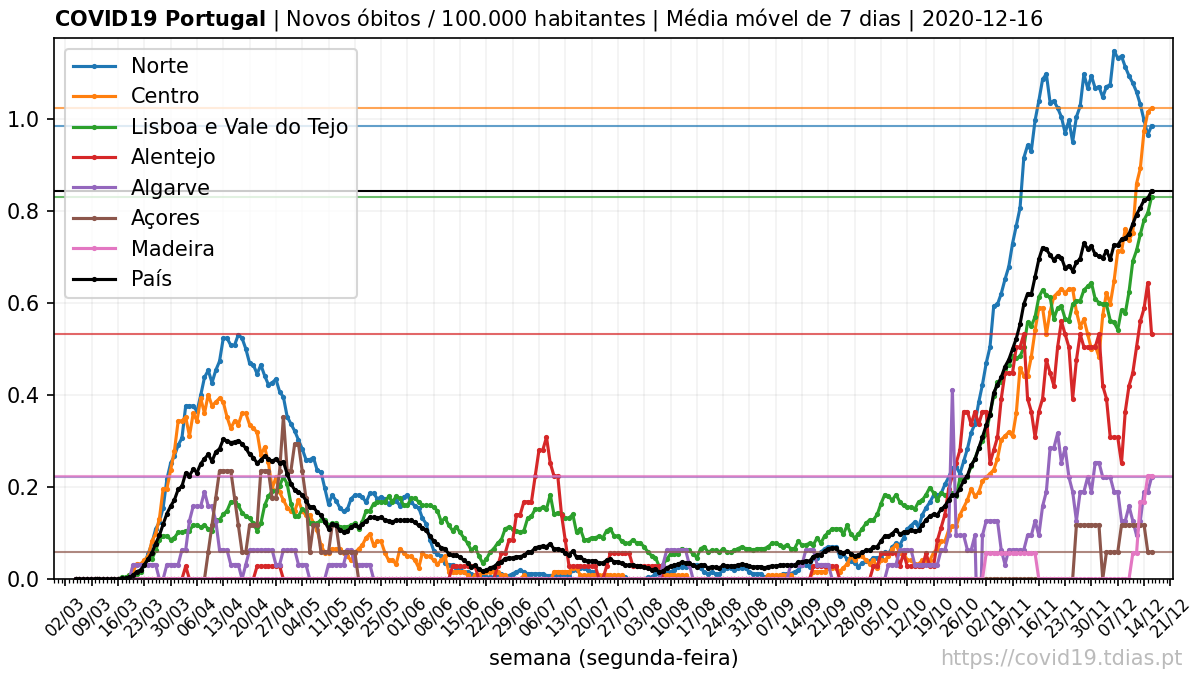 COVID19 Portugal | Novos óbitos / 100.000 habitantes | Média móvel de 7 dias | 2020-12-16
Norte
Centro
Lisboa e Vale do Tejo
Alentejo
Algarve
Açores
Madeira
País
1.0
0.8
0.6
0.4
0.2
0.0
02/03 09/03 16/03 23/03 30/03 06/04 13/04 20/04 27/04 04/05 11/05 18/05 25/05 01/06 08/06 15/06 22/06 29/06 06/07 13/07 20/07 27/07 03/08 10/08 17/08 24/08 31/08 07/09 14/09 21/09 28/09 05/10 12/10 19/10 26/10 02/11 09/11 16/11 23/11 30/11 07/12 14/12 21/12
semana (segunda-feira)
https://covid19.tdias.pt